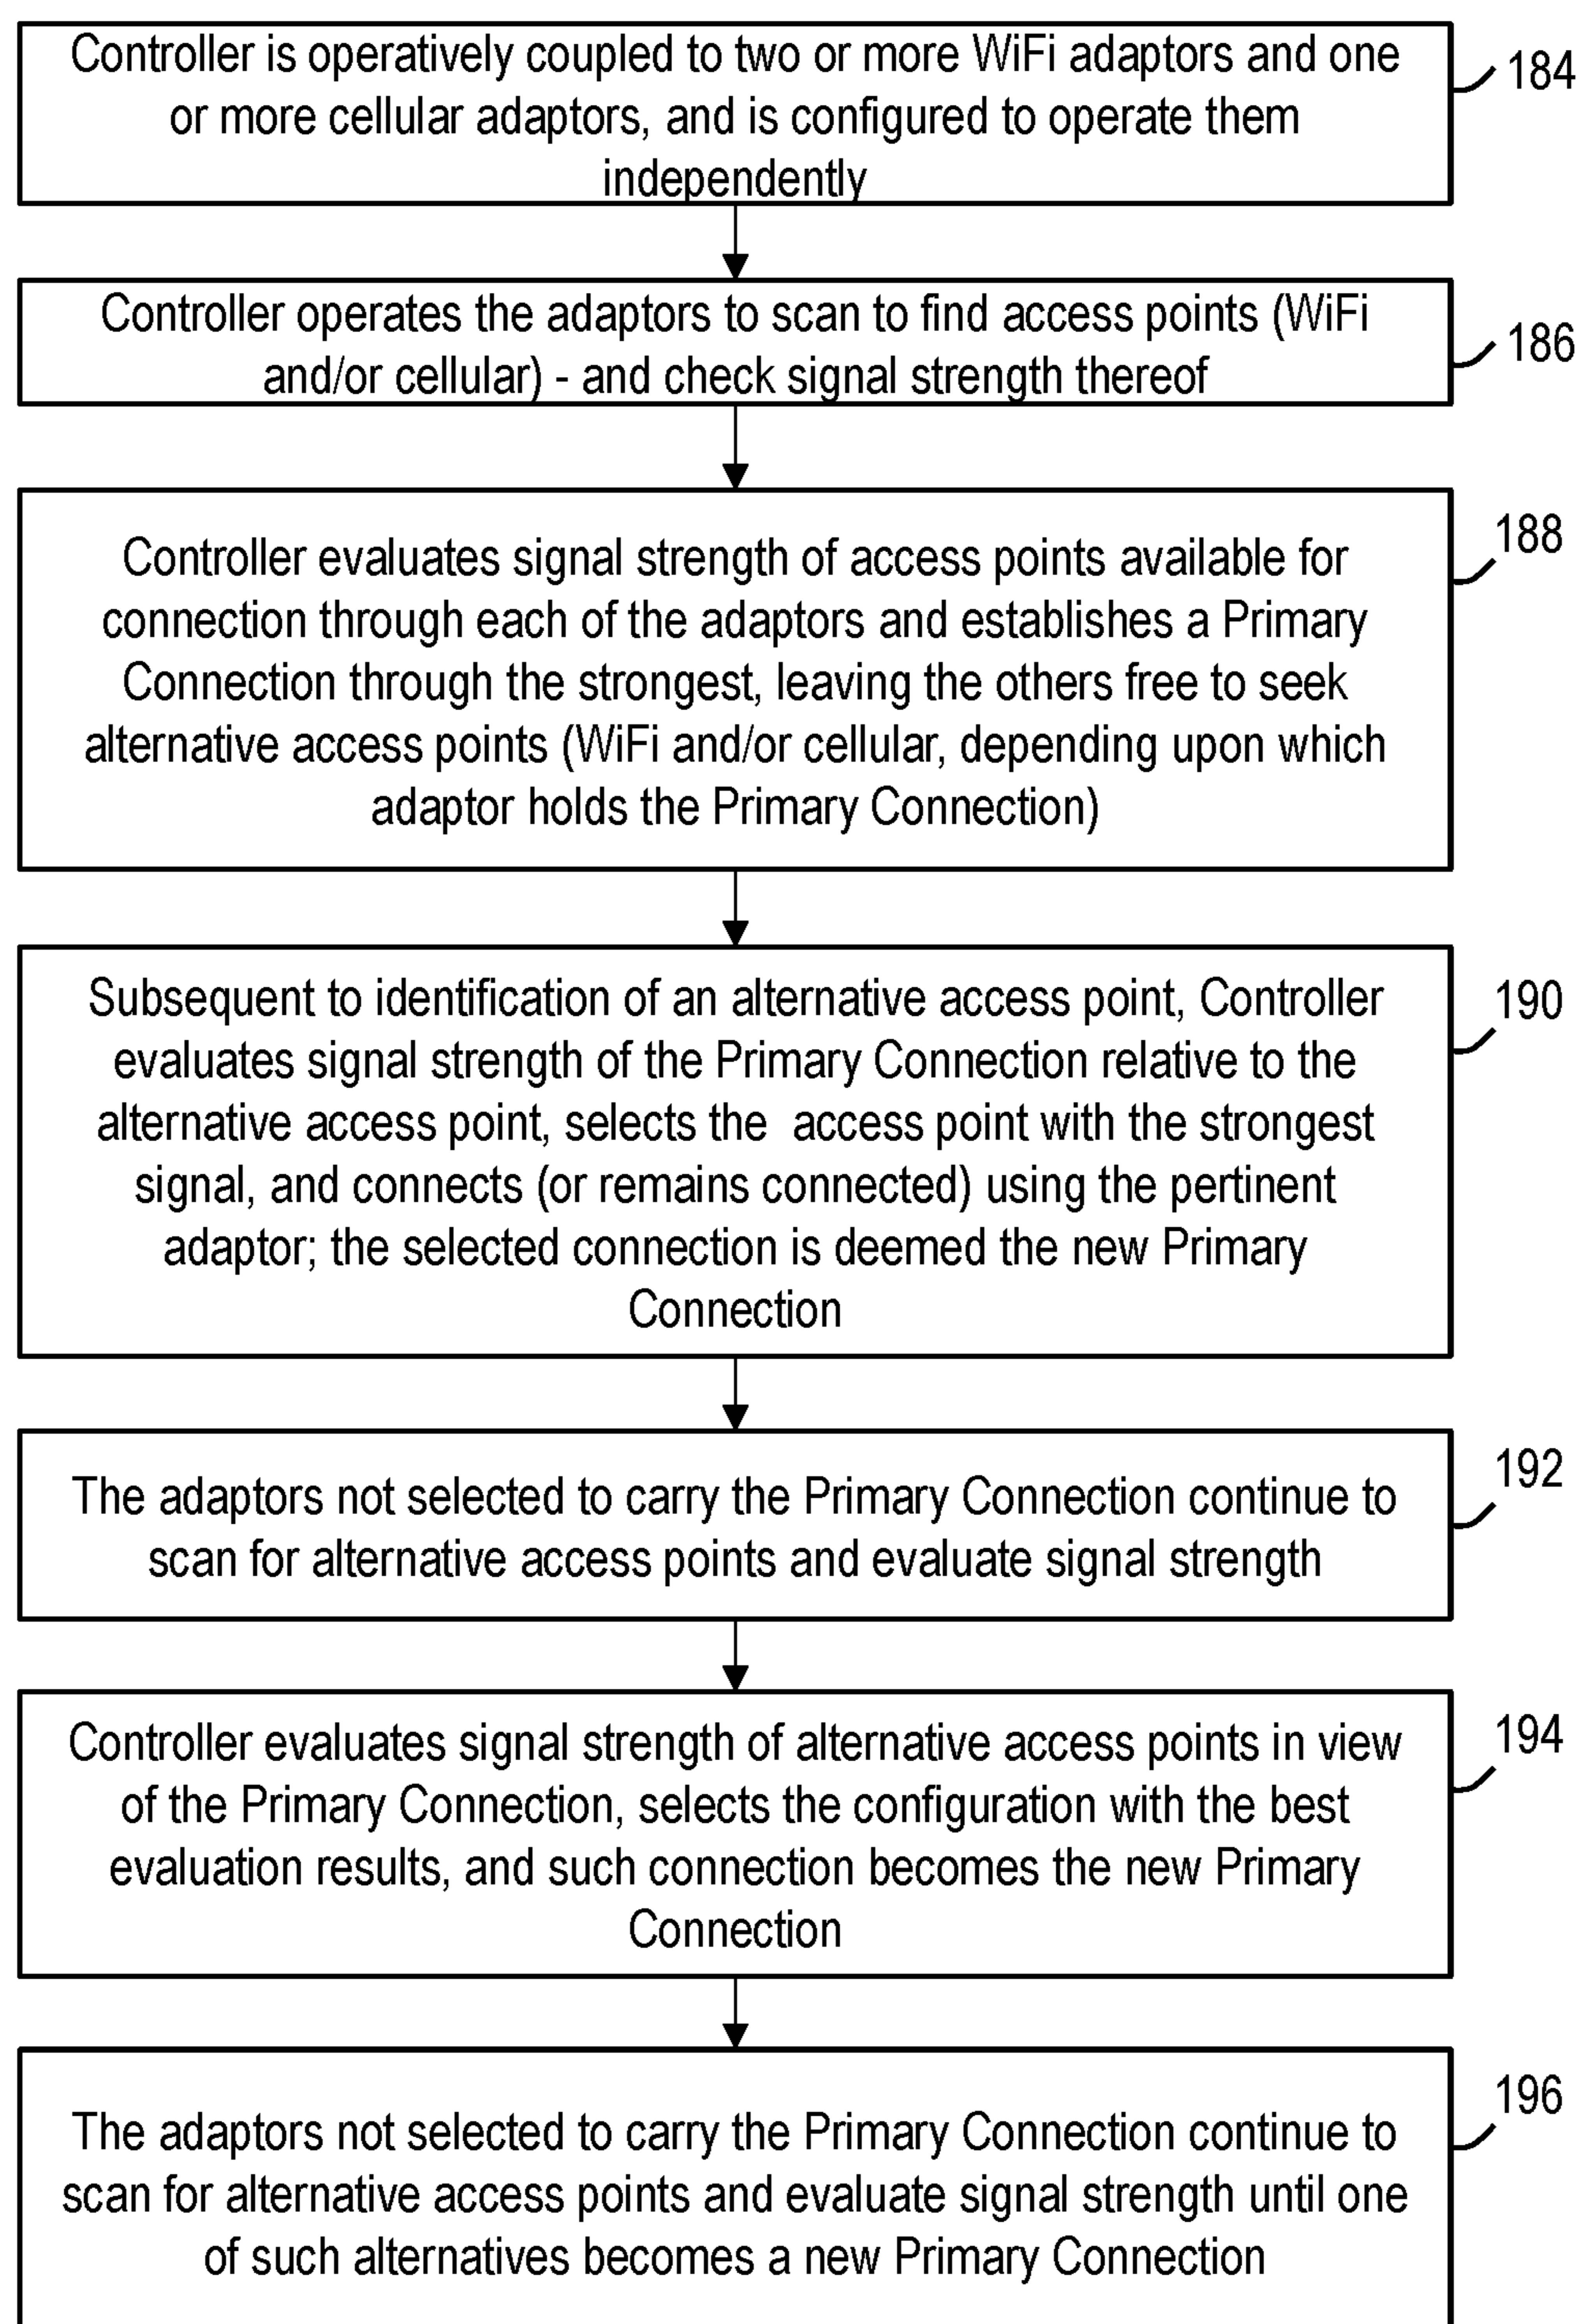 Controller is operatively coupled to two or more WiFi adaptors and one
or more cellular adaptors, and is configured to operate them
independently
184
Controller operates the adaptors to scan to find access points (WiFi
and/or cellular) - and check signal strength thereof
186
Controller evaluates signal strength of access points available for
connection through each of the adaptors and establishes a Primary
Connection through the strongest, leaving the others free to seek
alternative access points (WiFi and/or cellular, depending upon which
adaptor holds the Primary Connection)
188
Subsequent to identification of an alternative access point, Controller
evaluates signal strength of the Primary Connection relative to the
alternative access point, selects the  access point with the strongest
signal, and connects (or remains connected) using the pertinent
adaptor; the selected connection is deemed the new Primary
Connection
190
The adaptors not selected to carry the Primary Connection continue to
scan for alternative access points and evaluate signal strength
192
Controller evaluates signal strength of alternative access points in view
of the Primary Connection, selects the configuration with the best
evaluation results, and such connection becomes the new Primary
Connection
194
The adaptors not selected to carry the Primary Connection continue to
scan for alternative access points and evaluate signal strength until one
of such alternatives becomes a new Primary Connection
196